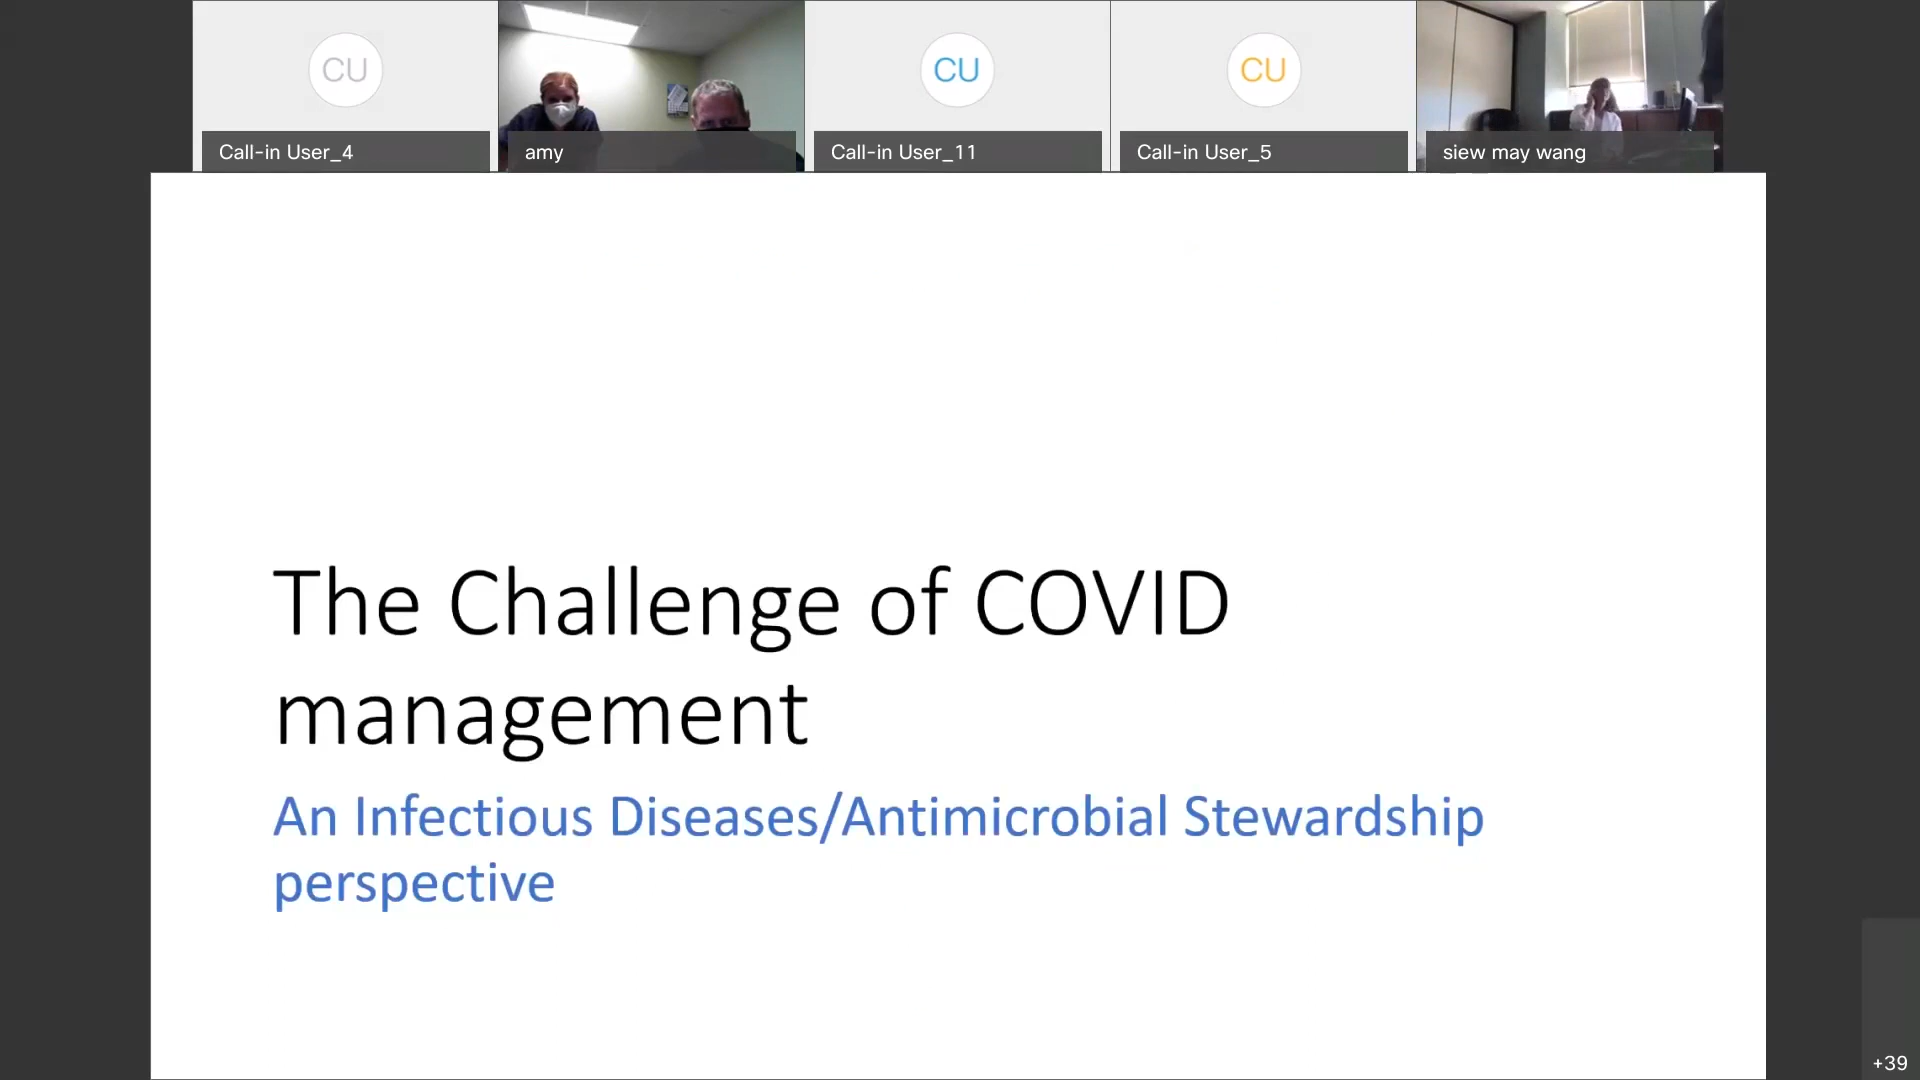 CU
CU
CU
Call-in User_4
amy
Call-in User_11
Call-in User_5
siew may wang
The Challenge of COVID
management
An Infectious Diseases/Antimicrobial Stewardship
perspective
+39